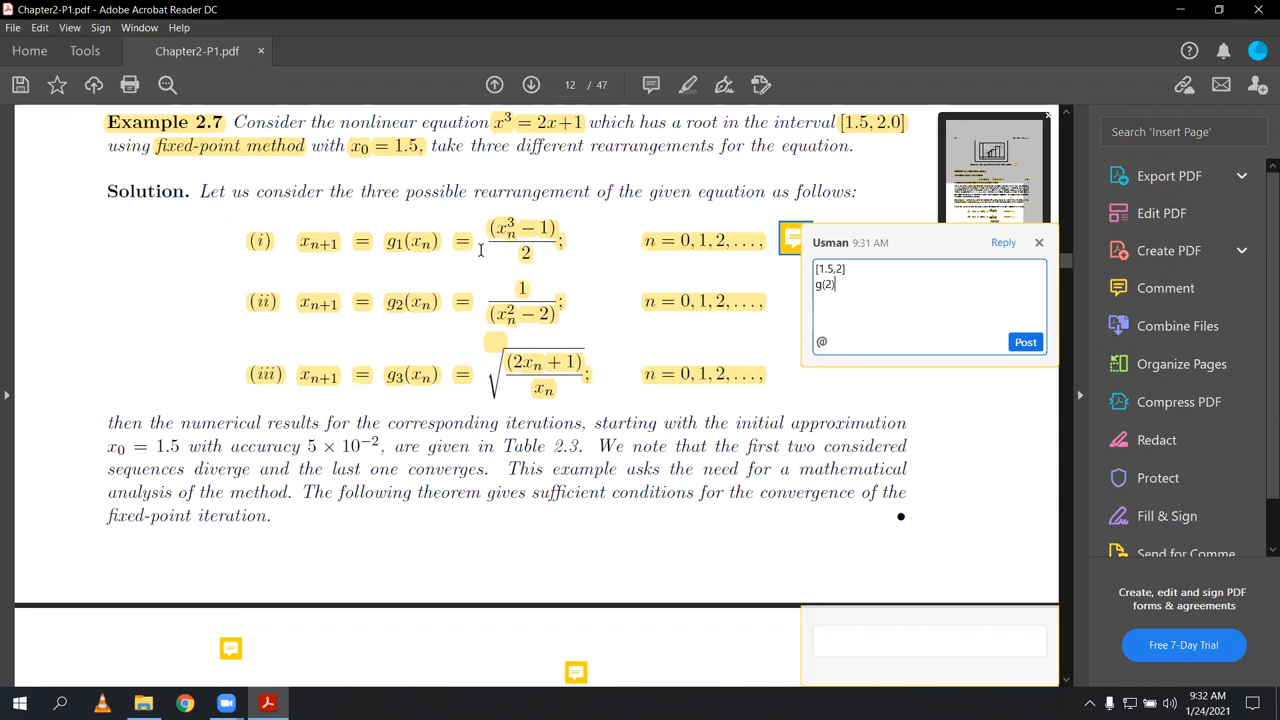 Chapter2-P1.pdf - Adobe Acrobat Reader DC
File Edit View Sign Window Help
Home Tools Chapter2-P1.pdf ×
12 / 47
Example 2.7 Consider the nonlinear equation x³ = 2x+1 which has a root in the interval [1.5, 2.0]
using fixed-point method with x₀ = 1.5, take three different rearrangements for the equation.
Solution. Let us consider the three possible rearrangement of the given equation as follows:
(i) xₙ₊₁ = g₁(xₙ) = (xₙ³ − 1)/2; n = 0, 1, 2, . . . ,
(ii) xₙ₊₁ = g₂(xₙ) = 1/(xₙ² − 2); n = 0, 1, 2, . . . ,
(iii) xₙ₊₁ = g₃(xₙ) = √((2xₙ + 1)/xₙ); n = 0, 1, 2, . . . ,
then the numerical results for the corresponding iterations, starting with the initial approximation
x₀ = 1.5 with accuracy 5 × 10⁻², are given in Table 2.3. We note that the first two considered
sequences diverge and the last one converges. This example asks the need for a mathematical
analysis of the method. The following theorem gives sufficient conditions for the convergence of the
fixed-point iteration. •
Usman 9:31 AM Reply ×
[1.5,2]
g(2)
@ Post
Search 'Insert Page'
Export PDF
Edit PDF
Create PDF
Comment
Combine Files
Organize Pages
Compress PDF
Redact
Protect
Fill & Sign
Send for Comme
Create, edit and sign PDF
forms & agreements
Free 7-Day Trial
9:32 AM
1/24/2021